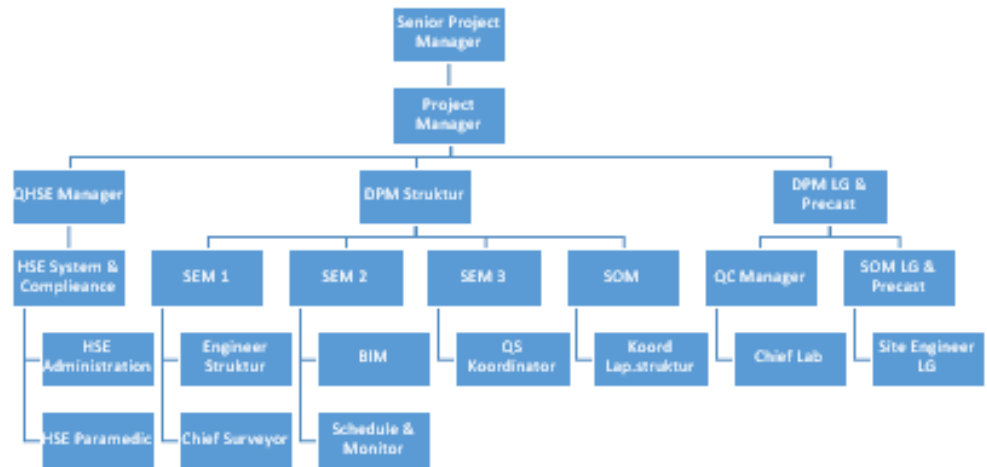 Senior Project
Manager
Project
Manager
QHSE Manager
DPM Struktur
DPM LG &
Precast
HSE System &
Complieance
SEM 1
SEM 2
SEM 3
SOM
QC Manager
SOM LG &
Precast
HSE
Administration
Engineer
Struktur
BIM
QS
Koordinator
Koord
Lap.struktur
Chief Lab
Site Engineer
LG
HSE Paramedic
Chief Surveyor
Schedule &
Monitor